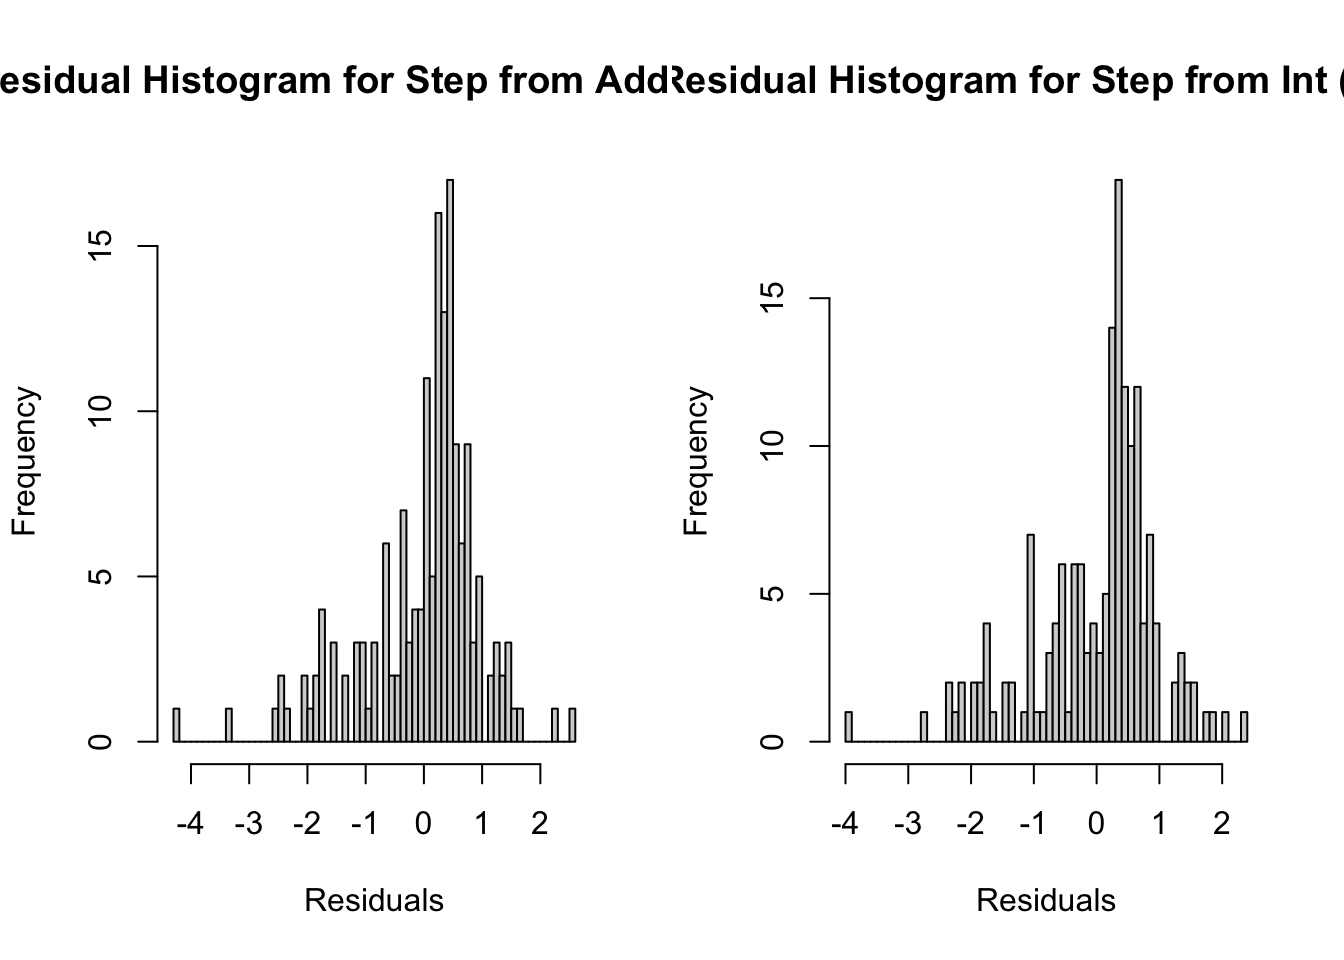 esidual Histogram for Step from Add
Residual Histogram for Step from Int (
Frequency
15
10
5
0
-4 -3 -2 -1 0 1 2
Residuals
Frequency
15
10
5
0
-4 -3 -2 -1 0 1 2
Residuals